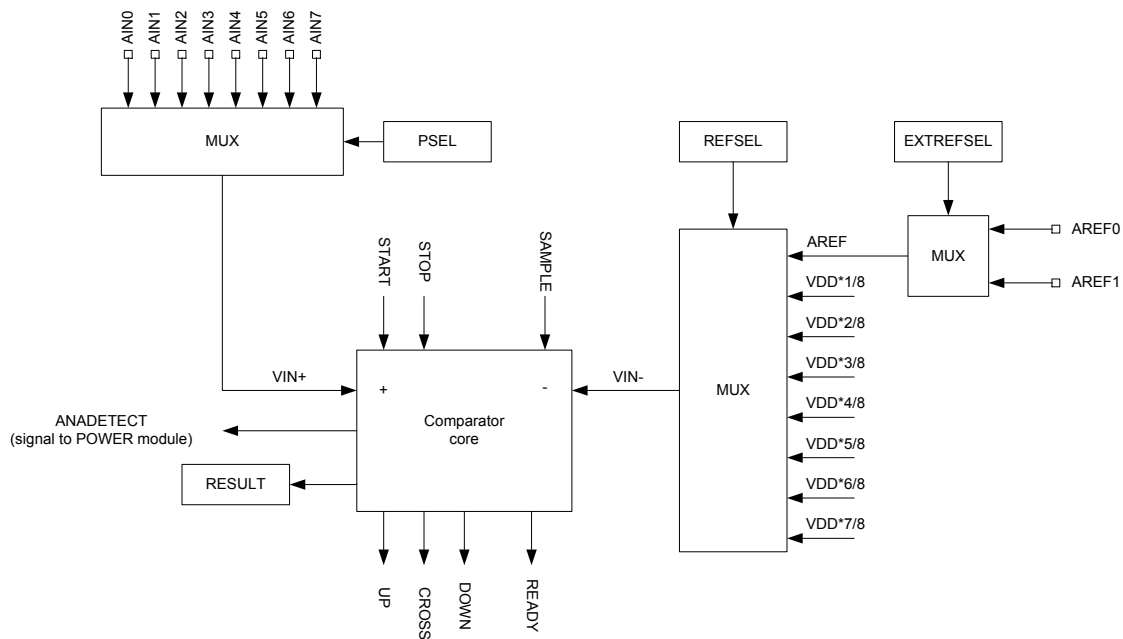 AIN0
AIN1
AIN2
AIN3
AIN4
AIN5
AIN6
AIN7
MUX
PSEL
REFSEL
EXTREFSEL
MUX
AREF0
AREF1
AREF
VDD*1/8
VDD*2/8
VDD*3/8
VDD*4/8
VDD*5/8
VDD*6/8
VDD*7/8
MUX
START
STOP
SAMPLE
VIN+
+
-
VIN-
Comparator
core
ANADETECT
(signal to POWER module)
RESULT
UP
CROSS
DOWN
READY